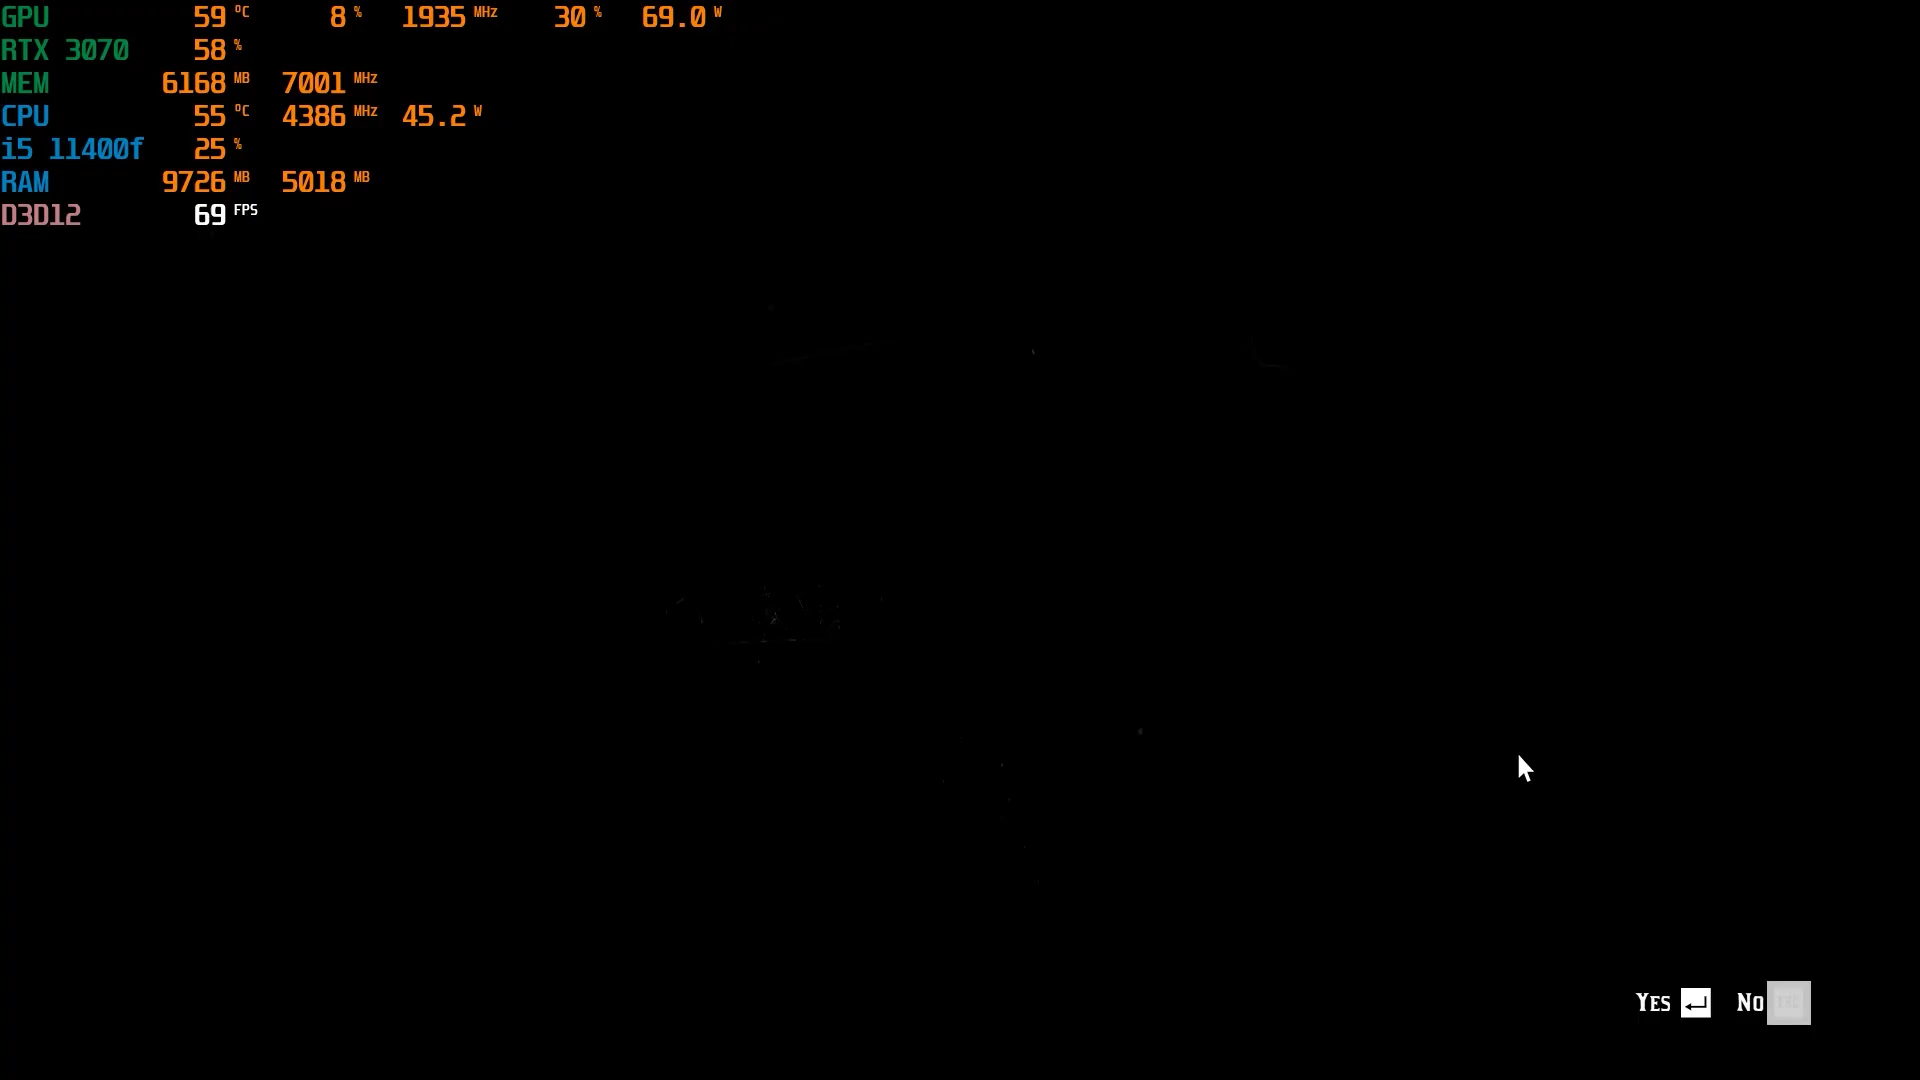 GPU 59 °C 8 % 1935 MHz 30 % 69.0 W
RTX 3070 58 %
MEM 6168 MB 7001 MHz
CPU 55 °C 4386 MHz 45.2 W
i5 11400f 25 %
RAM 9726 MB 5018 MB
D3D12 69 FPS
YES NO